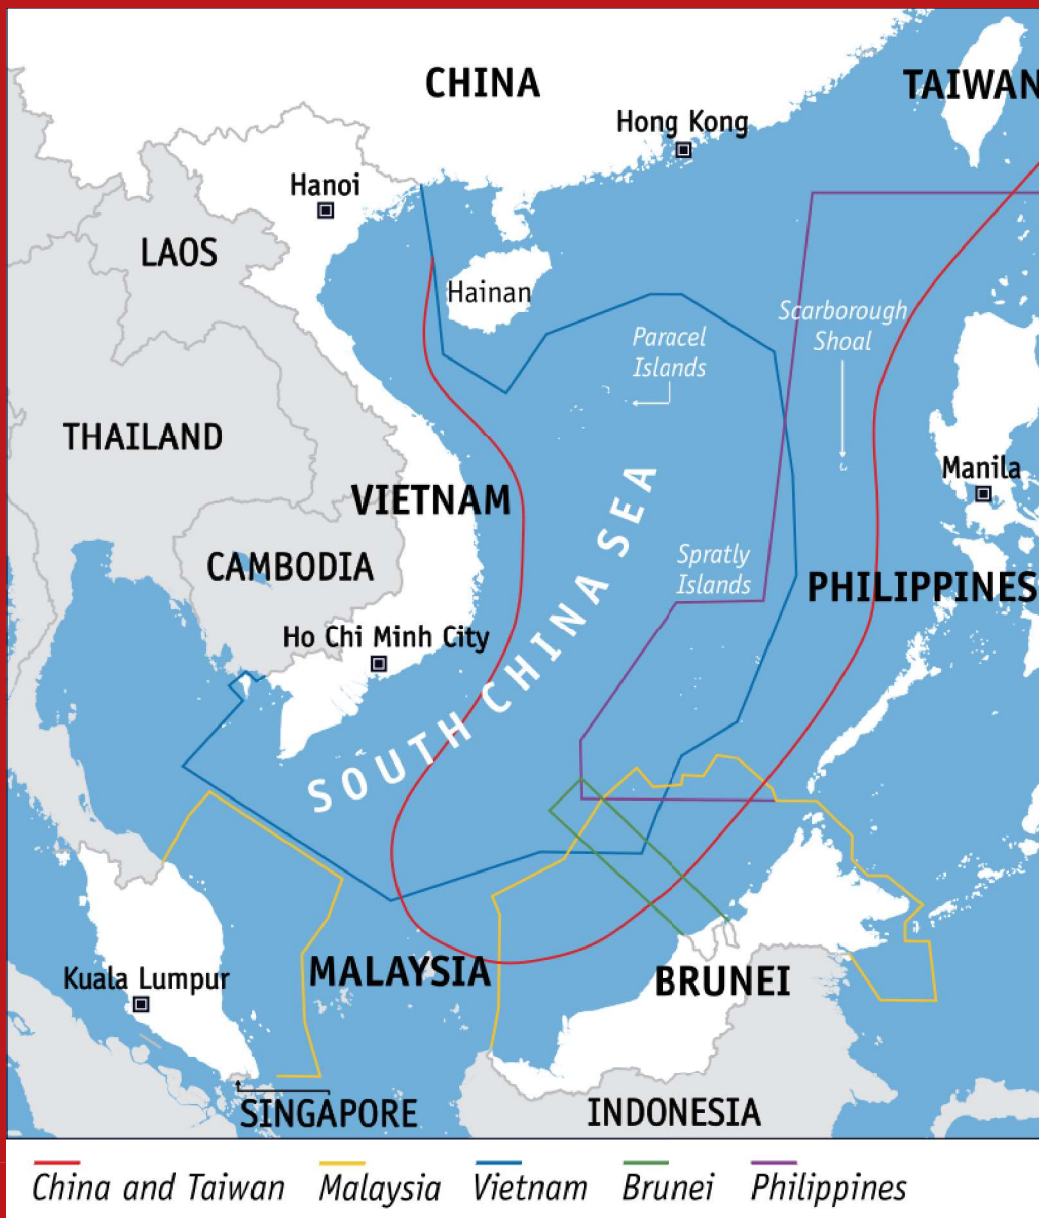 CHINA
TAIWAN
Hong Kong
Hanoi
LAOS
Hainan
Scarborough
Shoal
Paracel
Islands
THAILAND
Manila
VIETNAM
CAMBODIA
Spratly
Islands
PHILIPPINES
Ho Chi Minh City
SOUTH CHINA SEA
MALAYSIA
Kuala Lumpur
BRUNEI
SINGAPORE
INDONESIA
China and Taiwan Malaysia Vietnam Brunei Philippines